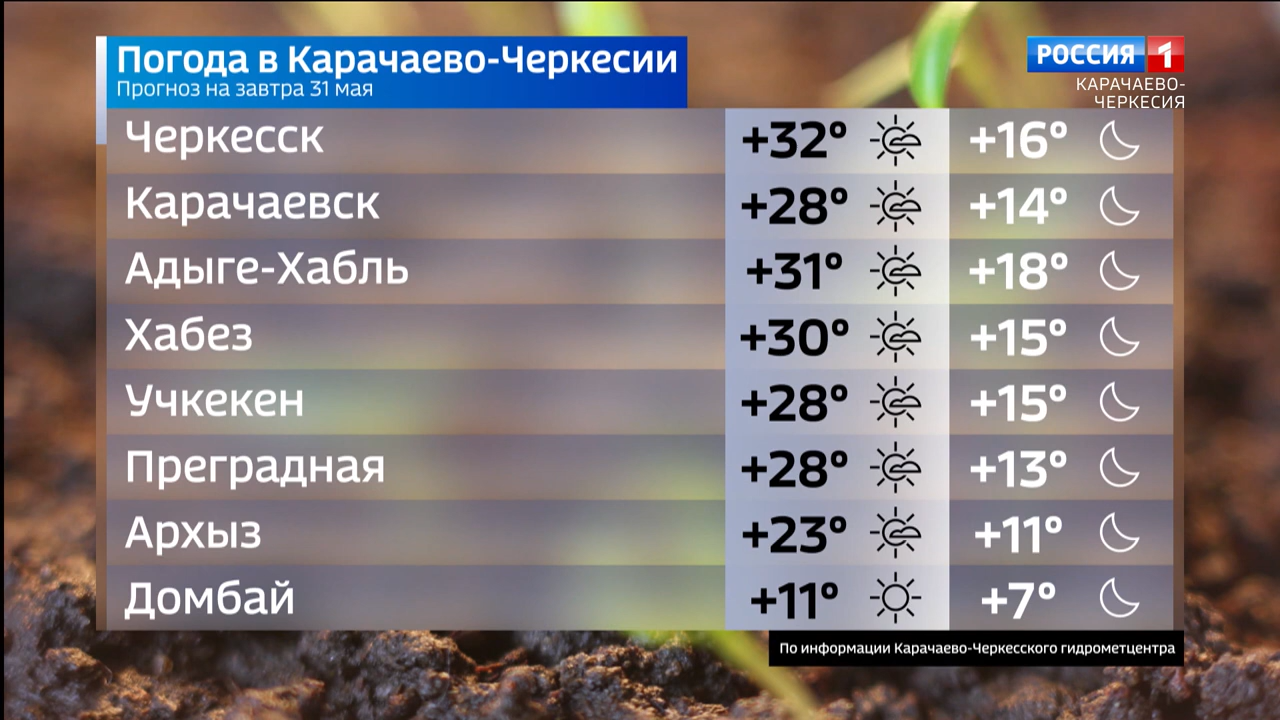 Погода в Карачаево-Черкесии
Прогноз на завтра 31 мая
РОССИЯ 1
КАРАЧАЕВО-
ЧЕРКЕСИЯ
Черкесск +32° +16°
Карачаевск +28° +14°
Адыге-Хабль +31° +18°
Хабез +30° +15°
Учкекен +28° +15°
Преградная +28° +13°
Архыз +23° +11°
Домбай +11° +7°
По информации Карачаево-Черкесского гидрометцентра